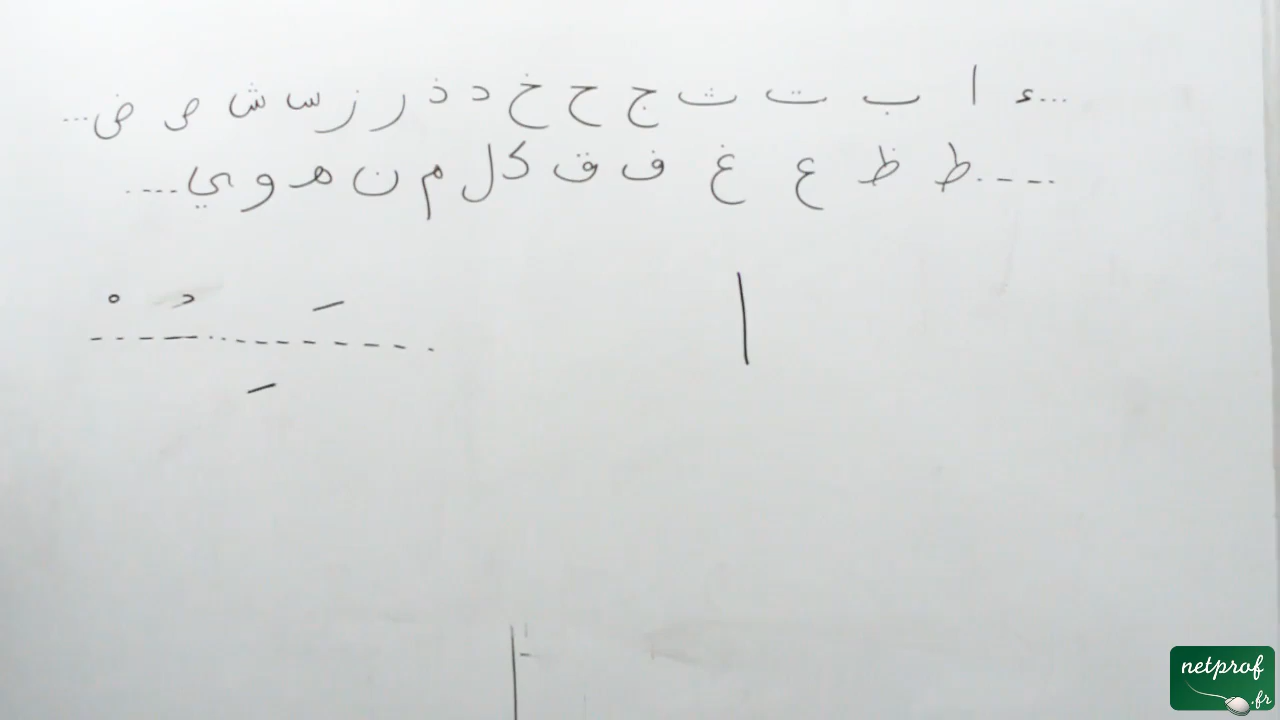 ...ء ا ب ت ث ج ح خ د ذ ر ز س ش ص ض...
....ط ظ ع غ ف ق ك ل م ن ه و ي....
ا
netprof
.fr